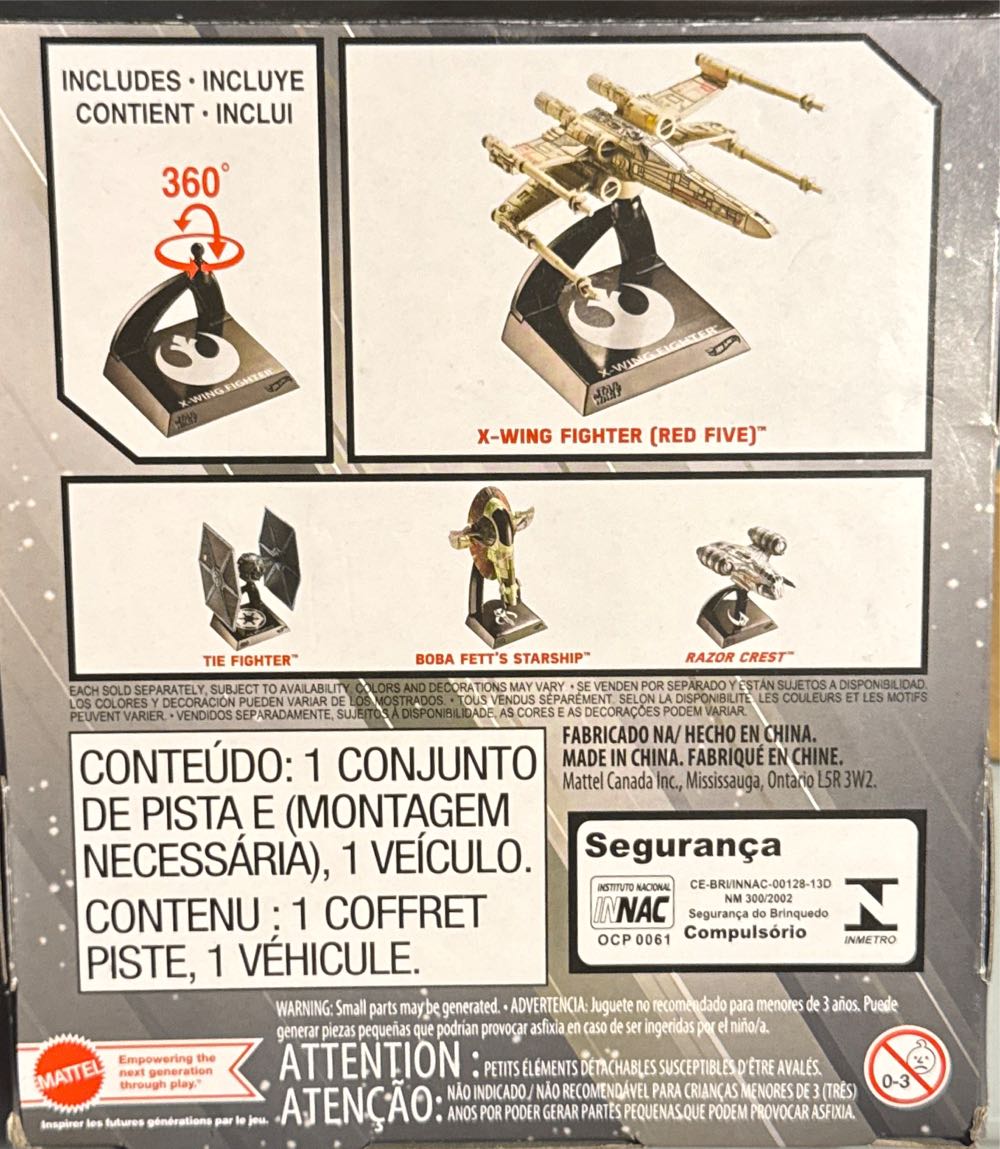 INCLUDES • INCLUYE
CONTIENT • INCLUI
360°
X-WING FIGHTER™
STAR WARS
X-WING FIGHTER™
STAR WARS
X-WING FIGHTER (RED FIVE)™
TIE FIGHTER™
BOBA FETT'S STARSHIP™
RAZOR CREST™
EACH SOLD SEPARATELY, SUBJECT TO AVAILABILITY. COLORS AND DECORATIONS MAY VARY • SE VENDEN POR SEPARADO Y ESTÁN SUJETOS A DISPONIBILIDAD.
LOS COLORES Y DECORACIÓN PUEDEN VARIAR DE LOS MOSTRADOS. • TOUS VENDUS SÉPARÉMENT. SELON LA DISPONIBILITÉ. LES COULEURS ET LES MOTIFS
PEUVENT VARIER. • VENDIDOS SEPARADAMENTE, SUJEITOS À DISPONIBILIDADE. AS CORES E AS DECORAÇÕES PODEM VARIAR.
CONTEÚDO: 1 CONJUNTO
DE PISTA E (MONTAGEM
NECESSÁRIA), 1 VEÍCULO.
CONTENU : 1 COFFRET
PISTE, 1 VÉHICULE.
FABRICADO NA/ HECHO EN CHINA.
MADE IN CHINA. FABRIQUÉ EN CHINE.
Mattel Canada Inc., Mississauga, Ontario L5R 3W2.
Segurança
INSTITUTO NACIONAL
INNAC
OCP 0061
CE-BRI/INNAC-00128-13D
NM 300/2002
Segurança do Brinquedo
Compulsório
INMETRO
WARNING: Small parts may be generated. • ADVERTENCIA: Juguete no recomendado para menores de 3 años. Puede
generar piezas pequeñas que podrían provocar asfixia en caso de ser ingeridas por el niño/a.
ATTENTION : PETITS ÉLÉMENTS DÉTACHABLES SUSCEPTIBLES D'ÊTRE AVALÉS.
ATENÇÃO: NÃO INDICADO / NÃO RECOMENDÁVEL PARA CRIANÇAS MENORES DE 3 (TRÊS)
ANOS POR PODER GERAR PARTES PEQUENAS QUE PODEM PROVOCAR ASFIXIA.
MATTEL
Empowering the
next generation
through play.™
Inspirer les futures générations par le jeu.
0-3